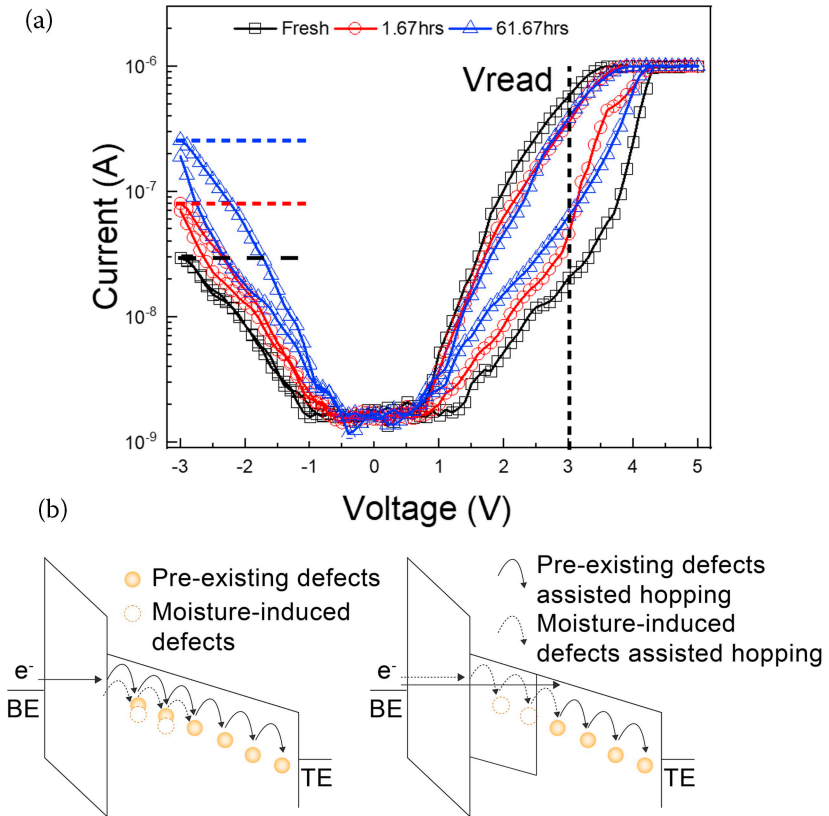 (a)
Fresh 1.67hrs 61.67hrs
10⁻⁶
Vread
10⁻⁷
10⁻⁸
10⁻⁹
Current (A)
-3 -2 -1 0 1 2 3 4 5
Voltage (V)
(b)
Pre-existing defects
Moisture-induced
defects
e⁻
BE
TE
Pre-existing defects
assisted hopping
Moisture-induced
defects assisted hopping
e⁻
BE
TE